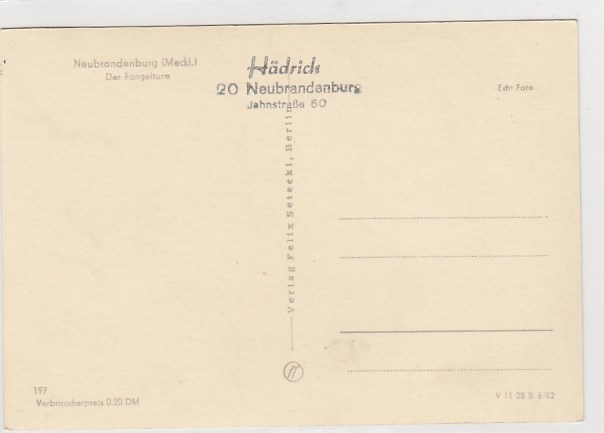 Neubrandenburg (Meckl.)
Der Fangelturm
Hädrich
20 Neubrandenburg
Jahnstraße 60
Echt Foto
Verlag Felix Setecki, Berlin
197
Verbraucherpreis 0,20 DM
V 11 28 B 6/62